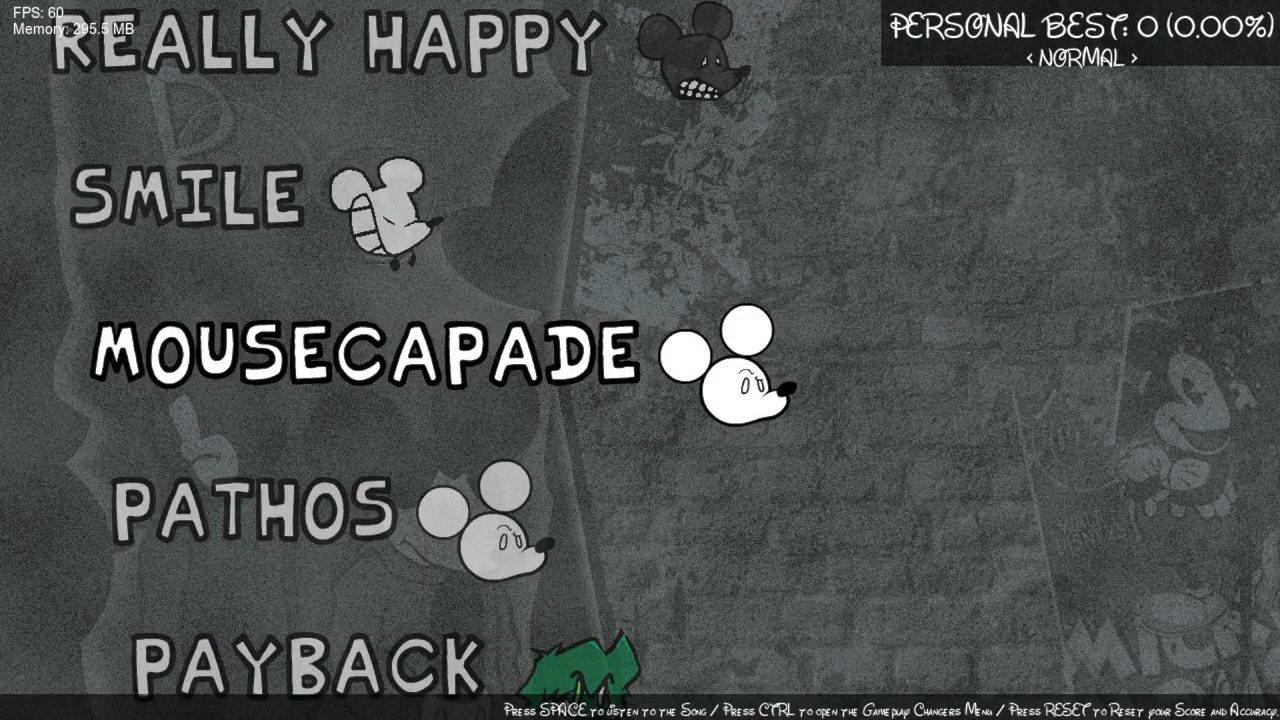 FPS: 60
Memory: 295.5 MB
REALLY HAPPY
PERSONAL BEST: 0 (0.00%)
< NORMAL >
SMILE
MOUSECAPADE
PATHOS
PAYBACK
Press SPACE to listen to the Song / Press CTRL to open the Gameplay Changers Menu / Press RESET to Reset your Score and Accuracy.